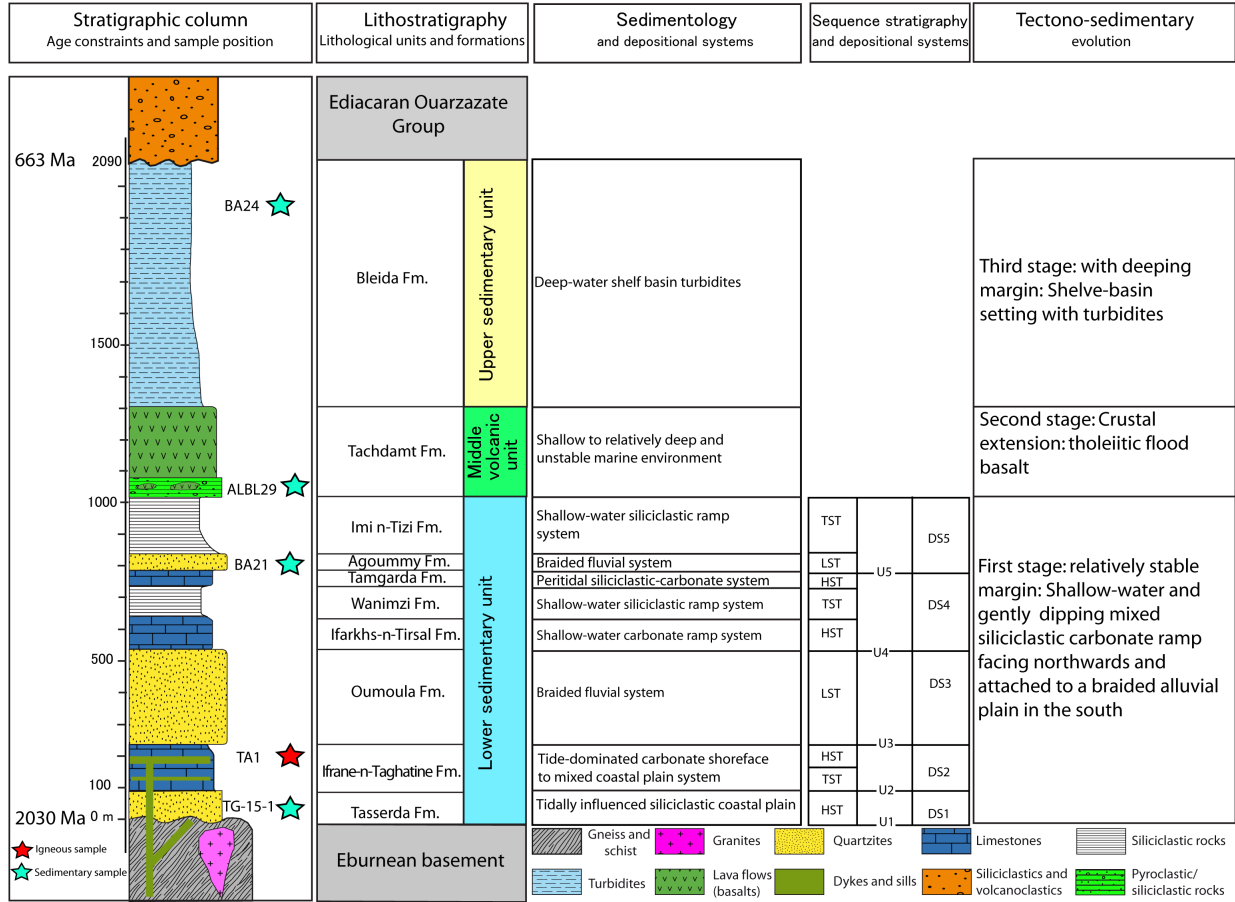 Stratigraphic column
Age constraints and sample position
Lithostratigraphy
Lithological units and formations
Sedimentology
and depositional systems
Sequence stratigraphy
and depositional systems
Tectono-sedimentary
evolution
663 Ma
2090
1500
1000
500
100
2030 Ma
0 m
BA24
ALBL29
BA21
TA1
TG-15-1
Igneous sample
Sedimentary sample
Ediacaran Ouarzazate
Group
Bleida Fm.
Tachdamt Fm.
Imi n-Tizi Fm.
Agoummy Fm.
Tamgarda Fm.
Wanimzi Fm.
Ifarkhs-n-Tirsal Fm.
Oumoula Fm.
Ifrane-n-Taghatine Fm.
Tasserda Fm.
Eburnean basement
Upper sedimentary unit
Middle
volcanic
unit
Lower sedimentary unit
Deep-water shelf basin turbidites
Shallow to relatively deep and
unstable marine environment
Shallow-water siliciclastic ramp
system
Braided fluvial system
Peritidal siliciclastic-carbonate system
Shallow-water siliciclastic ramp system
Shallow-water carbonate ramp system
Braided fluvial system
Tide-dominated carbonate shoreface
to mixed coastal plain system
Tidally influenced siliciclastic coastal plain
TST
LST
HST
TST
HST
LST
HST
TST
HST
U5
U4
U3
U2
U1
DS5
DS4
DS3
DS2
DS1
Third stage: with deeping
margin: Shelve-basin
setting with turbidites
Second stage: Crustal
extension: tholeiitic flood
basalt
First stage: relatively stable
margin: Shallow-water and
gently dipping mixed
siliciclastic carbonate ramp
facing northwards and
attached to a braided alluvial
plain in the south
Gneiss and
schist
Granites
Quartzites
Limestones
Siliciclastic rocks
Turbidites
Lava flows
(basalts)
Dykes and sills
Siliclastics and
volcanoclastics
Pyroclastic/
siliciclastic rocks